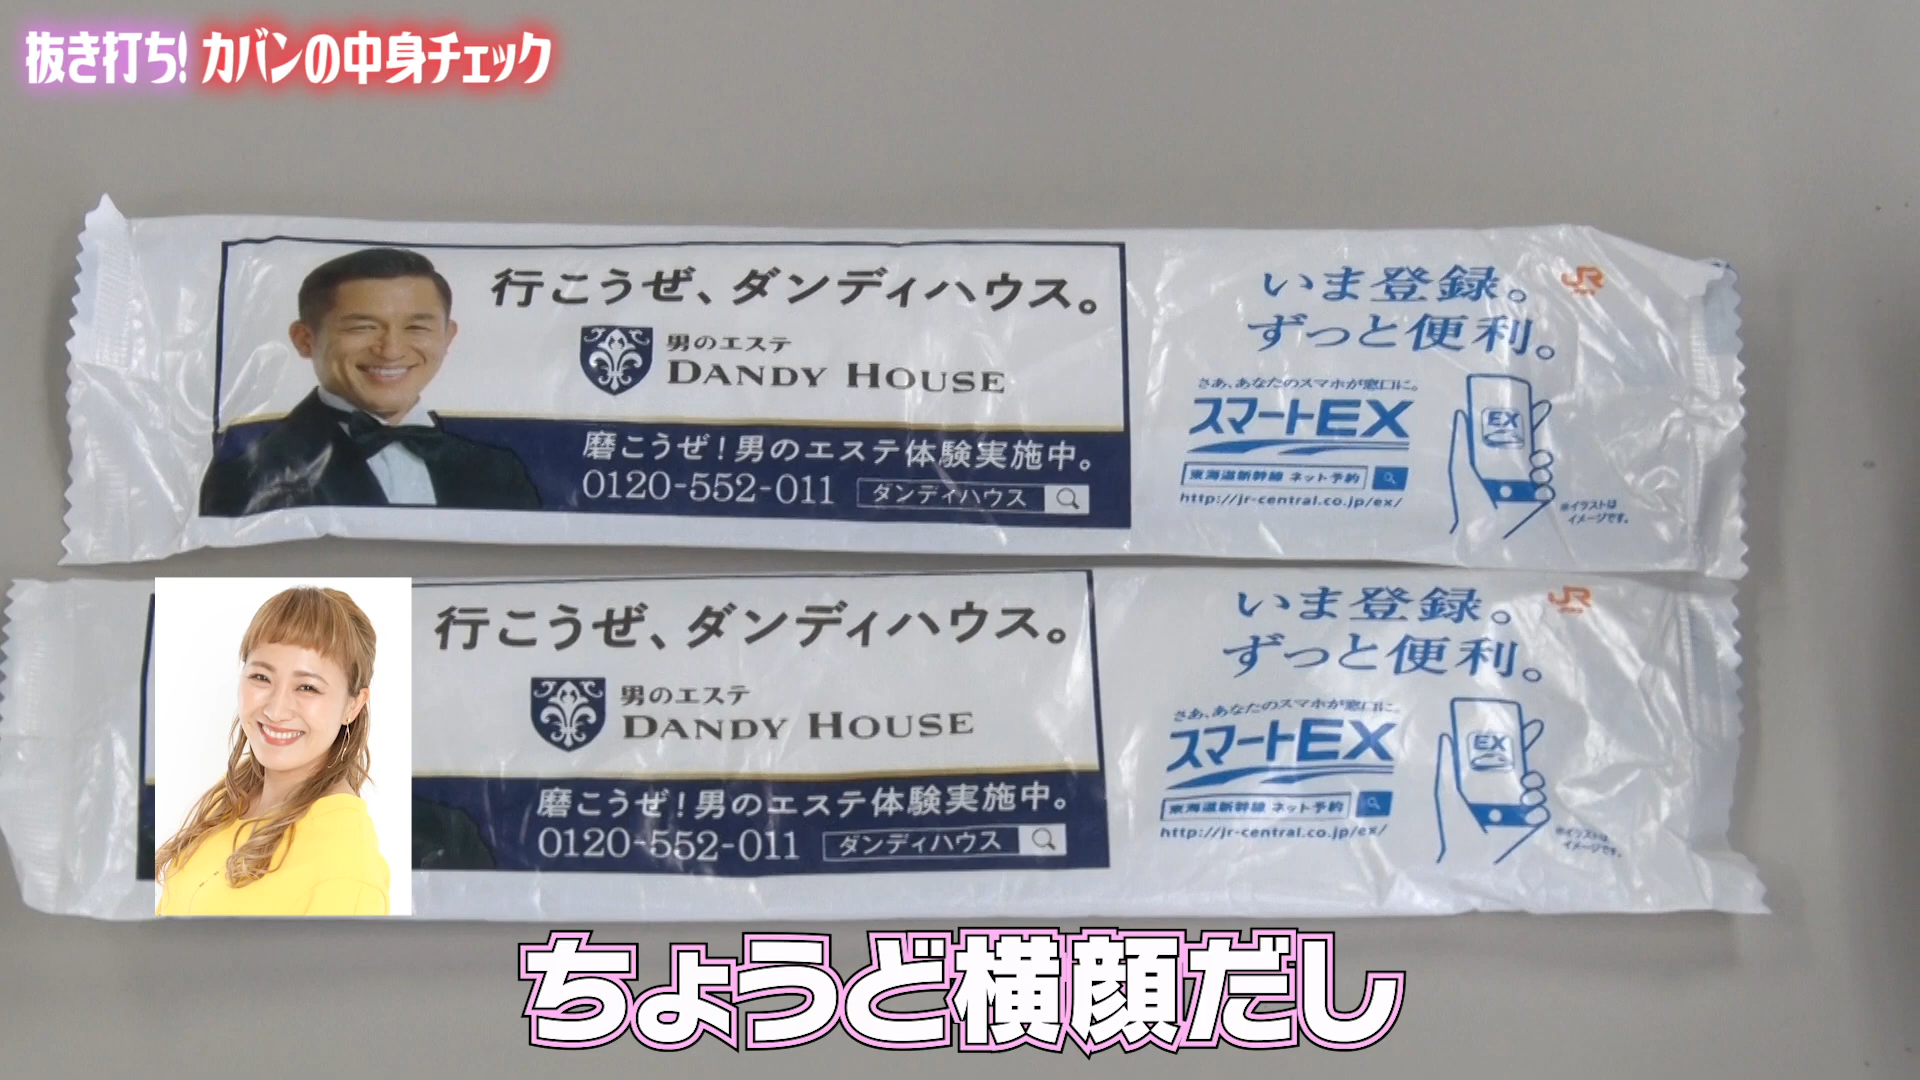 抜き打ち!カバンの中身チェック
行こうぜ、ダンディハウス。
男のエステ
DANDY HOUSE
磨こうぜ!男のエステ体験実施中。
0120-552-011 ダンディハウス
いま登録。
ずっと便利。
JR
さあ、あなたのスマホが窓口に。
スマートEX
東海道新幹線 ネット予約
http://jr-central.co.jp/ex/
EX
※イラストは
イメージです。
行こうぜ、ダンディハウス。
男のエステ
DANDY HOUSE
磨こうぜ!男のエステ体験実施中。
0120-552-011 ダンディハウス
いま登録。
ずっと便利。
JR
さあ、あなたのスマホが窓口に。
スマートEX
東海道新幹線 ネット予約
http://jr-central.co.jp/ex/
EX
※イラストは
イメージです。
ちょうど横顔だし